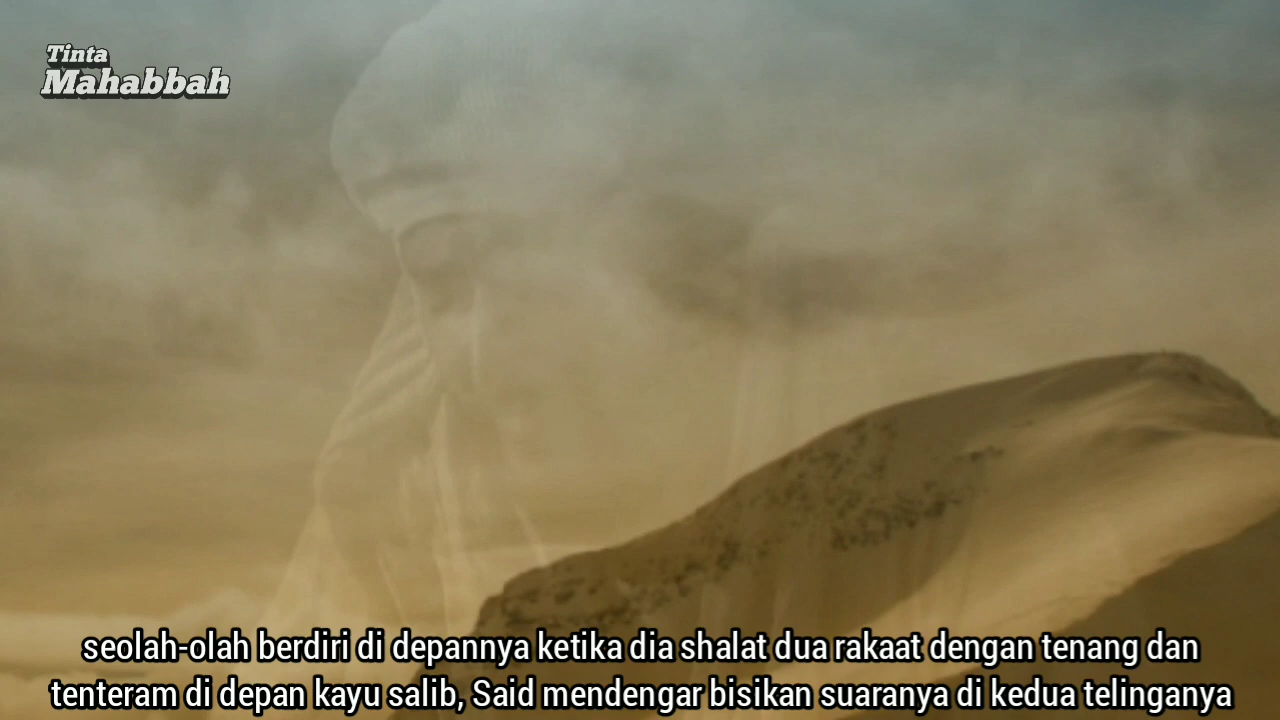 Tinta
Mahabbah
seolah-olah berdiri di depannya ketika dia shalat dua rakaat dengan tenang dan
tenteram di depan kayu salib, Said mendengar bisikan suaranya di kedua telinganya